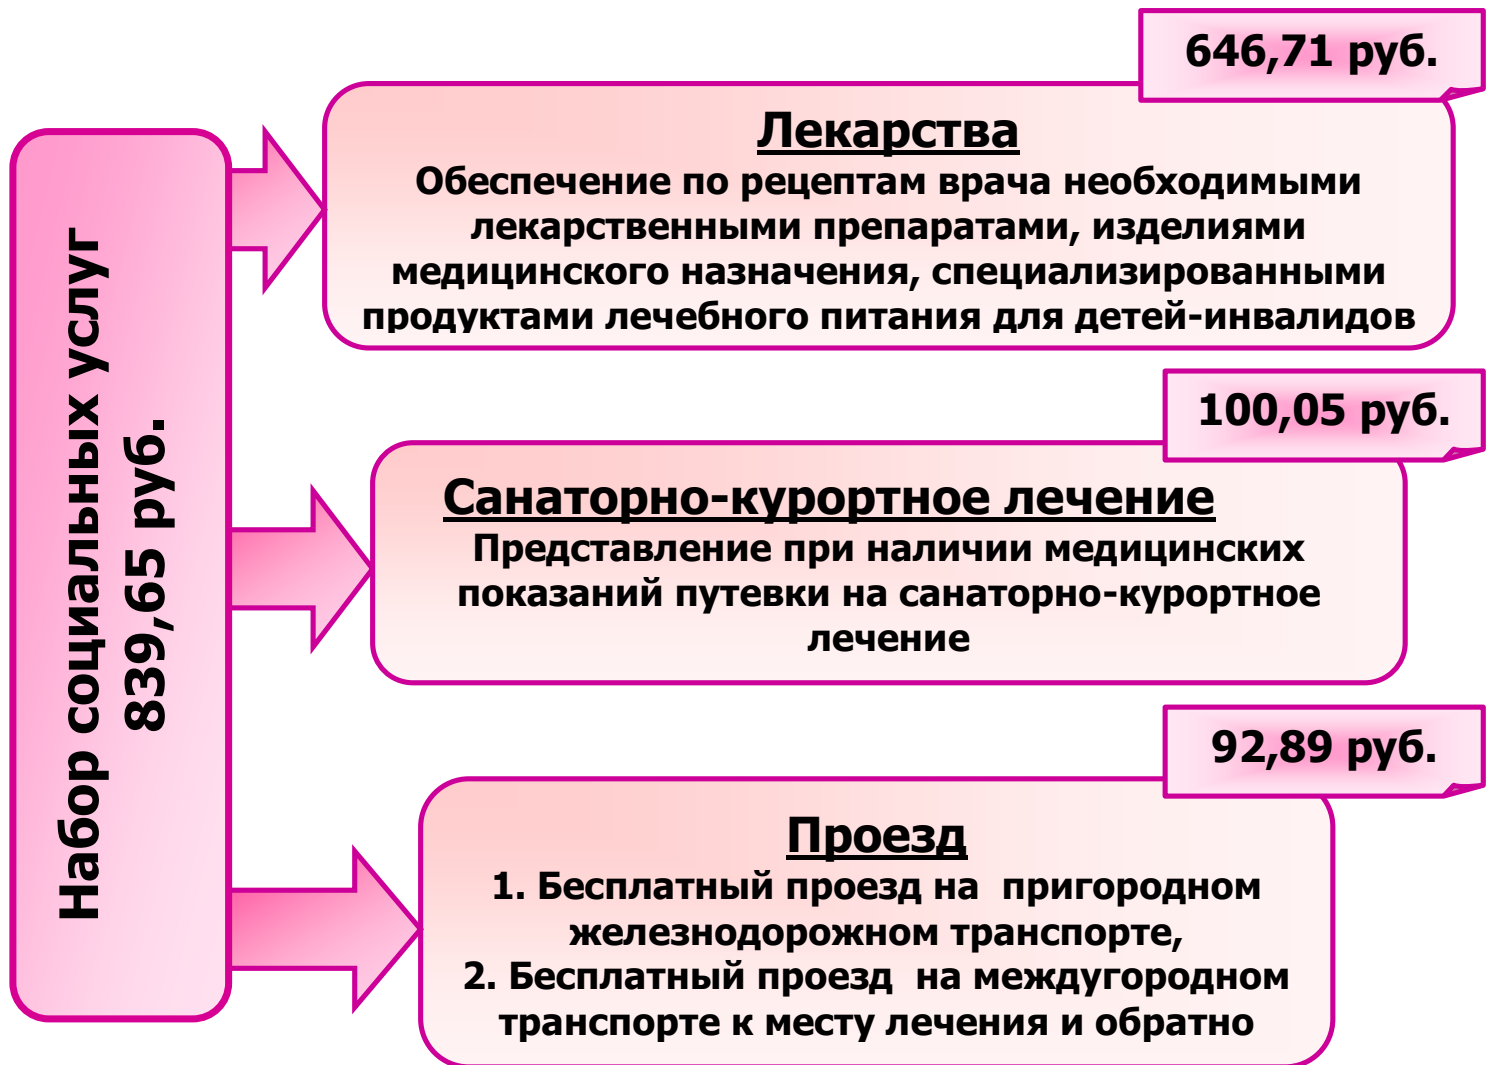 Набор социальных услуг
839,65 руб.
646,71 руб.
Лекарства
Обеспечение по рецептам врача необходимыми
лекарственными препаратами, изделиями
медицинского назначения, специализированными
продуктами лечебного питания для детей-инвалидов
100,05 руб.
Санаторно-курортное лечение
Представление при наличии медицинских
показаний путевки на санаторно-курортное
лечение
92,89 руб.
Проезд
1. Бесплатный проезд на  пригородном
железнодорожном транспорте,
2. Бесплатный проезд  на междугородном
транспорте к месту лечения и обратно